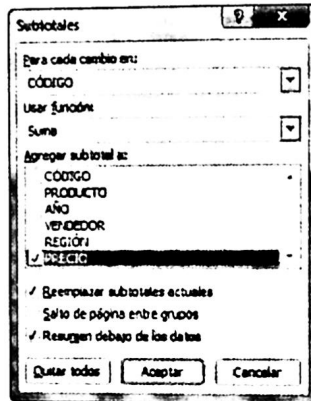 Subtotales
Para cada cambio en:
CÓDIGO
Usar función:
Suma
Agregar subtotal a:
CÓDIGO
PRODUCTO
AÑO
VENDEDOR
REGIÓN
PRECIO
Reemplazar subtotales actuales
Salto de página entre grupos
Resumen debajo de los datos
Quitar todos Aceptar Cancelar